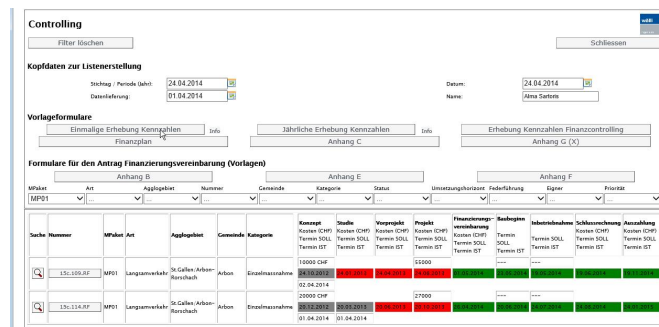 Controlling
wälli
Filter löschen
Schliessen
Kopfdaten zur Listenerstellung
Stichtag / Periode (Jahr): 24.04.2014
Datum: 24.04.2014
Datenlieferung: 01.04.2014
Name: Alma Sartoris
Vorlageformulare
Einmalige Erhebung Kennzahlen Info Jährliche Erhebung Kennzahlen Info Erhebung Kennzahlen Finanzcontrolling
Finanzplan Anhang C Anhang G (X)
Formulare für den Antrag Finanzierungsvereinbarung (Vorlagen)
Anhang B Anhang E Anhang F
MPaket Art Agglogebiet Nummer Gemeinde Kategorie Status Umsetzungshorizont Federführung Eigner Priorität
MP01 ... ... ... ... ... ... ... ... ... ...
Suche Nummer MPaket Art Agglogebiet Gemeinde Kategorie
Konzept Kosten (CHF) Termin SOLL Termin IST
Studie Kosten (CHF) Termin SOLL Termin IST
Vorprojekt Kosten (CHF) Termin SOLL Termin IST
Projekt Kosten (CHF) Termin SOLL Termin IST
Finanzierungs-vereinbarung Kosten (CHF) Termin SOLL Termin IST
Baubeginn Termin SOLL Termin IST
Inbetriebnahme Termin SOLL Termin IST
Schlussrechnung Kosten (CHF) Termin SOLL Termin IST
Auszahlung Kosten (CHF) Termin SOLL Termin IST
10000 CHF 55000 --- ---
15c.109.RF MP01 Langsamverkehr St.Gallen/Arbon-Rorschach Arbon Einzelmassnahme
24.10.2012
02.04.2014
20000 CHF 27000 --- ---
15c.114.RF MP01 Langsamverkehr St.Gallen/Arbon-Rorschach Arbon Einzelmassnahme
20.12.2012 20.03.2013
01.04.2014 01.04.2014